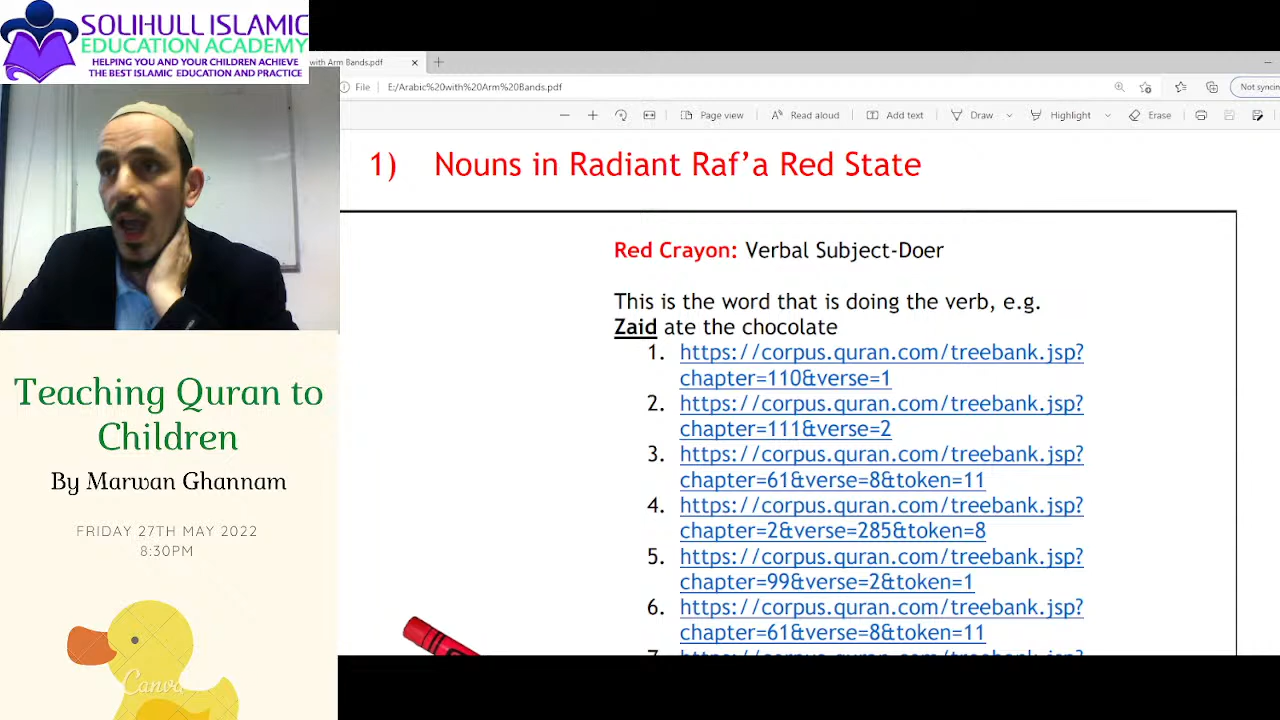 SOLIHULL ISLAMIC
EDUCATION ACADEMY
HELPING YOU AND YOUR CHILDREN ACHIEVE
THE BEST ISLAMIC EDUCATION AND PRACTICE
Teaching Quran to
Children
By Marwan Ghannam
FRIDAY 27TH MAY 2022
8:30PM
Canva
with Arm Bands.pdf
File E:/Arabic%20with%20Arm%20Bands.pdf
Not syncin
Page view Read aloud Add text Draw Highlight Erase
1) Nouns in Radiant Raf’a Red State
Red Crayon: Verbal Subject-Doer
This is the word that is doing the verb, e.g.
Zaid ate the chocolate
1. https://corpus.quran.com/treebank.jsp?
chapter=110&verse=1
2. https://corpus.quran.com/treebank.jsp?
chapter=111&verse=2
3. https://corpus.quran.com/treebank.jsp?
chapter=61&verse=8&token=11
4. https://corpus.quran.com/treebank.jsp?
chapter=2&verse=285&token=8
5. https://corpus.quran.com/treebank.jsp?
chapter=99&verse=2&token=1
6. https://corpus.quran.com/treebank.jsp?
chapter=61&verse=8&token=11